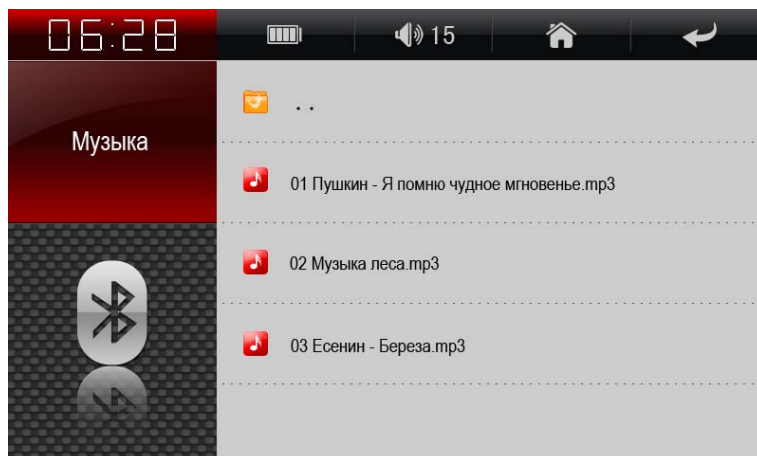 06:28
15
Музыка
. .
01 Пушкин - Я помню чудное мгновенье.mp3
02 Музыка леса.mp3
03 Есенин - Береза.mp3